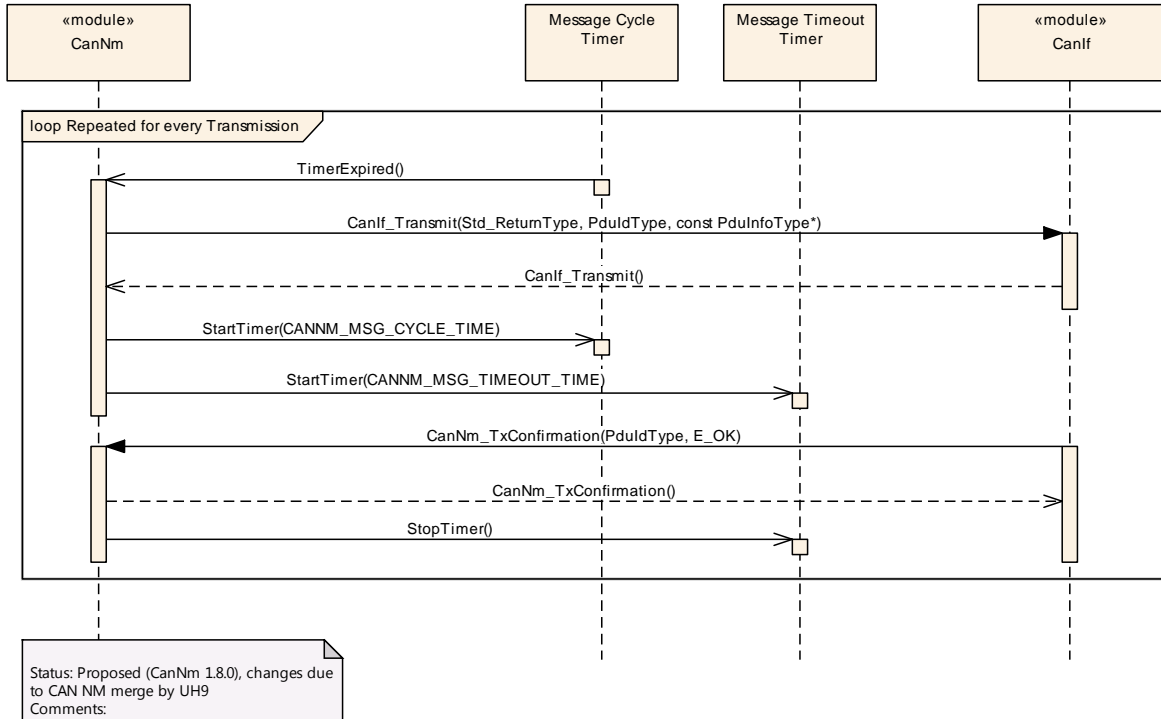 «module»
CanNm
Message Cycle
Timer
Message Timeout
Timer
«module»
CanIf
loop Repeated for every Transmission
TimerExpired()
CanIf_Transmit(Std_ReturnType, PduIdType, const PduInfoType*)
CanIf_Transmit()
StartTimer(CANNM_MSG_CYCLE_TIME)
StartTimer(CANNM_MSG_TIMEOUT_TIME)
CanNm_TxConfirmation(PduIdType, E_OK)
CanNm_TxConfirmation()
StopTimer()
Status: Proposed (CanNm 1.8.0), changes due
to CAN NM merge by UH9
Comments: